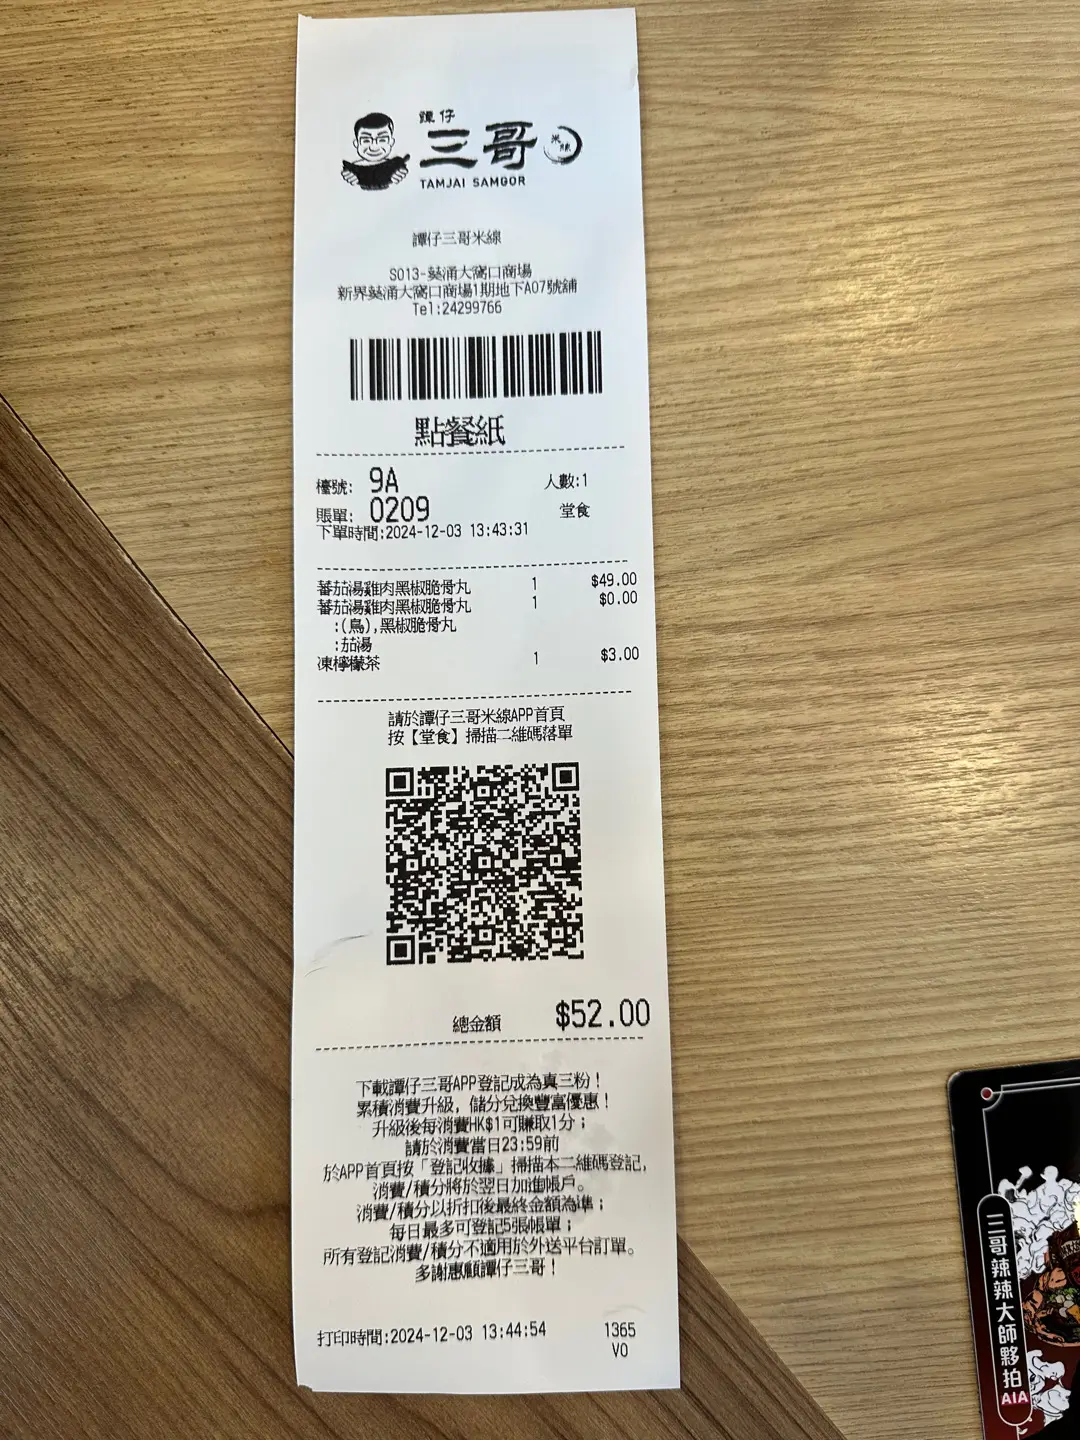 譚仔
三哥
米線
TAMJAI SAMGOR
譚仔三哥米線
S013-葵涌大窩口商場
新界葵涌大窩口商場1期地下A07號舖
Tel:24299766
點餐紙
檯號: 9A 人數:1
賬單: 0209 堂食
下單時間:2024-12-03 13:43:31
蕃茄湯雞肉黑椒脆骨丸 1 $49.00
蕃茄湯雞肉黑椒脆骨丸 1 $0.00
:(鳥),黑椒脆骨丸
:茄湯
凍檸檬茶 1 $3.00
請於譚仔三哥米線APP首頁
按【堂食】掃描二維碼落單
總金額 $52.00
下載譚仔三哥APP登記成為真三粉！
累積消費升級，儲分兌換豐富優惠！
升級後每消費HK$1可賺取1分；
請於消費當日23:59前
於APP首頁按「登記收據」掃描本二維碼登記，
消費/積分將於翌日加進帳戶。
消費/積分以折扣後最終金額為準；
每日最多可登記5張帳單；
所有登記消費/積分不適用於外送平台訂單。
多謝惠顧譚仔三哥！
打印時間:2024-12-03 13:44:54 1365
V0
三哥辣辣大師夥拍AIA